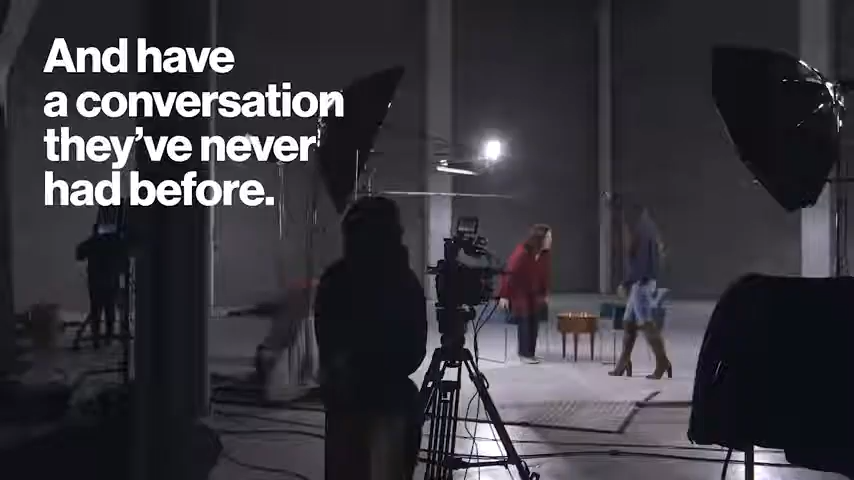 And have
a conversation
they’ve never
had before.